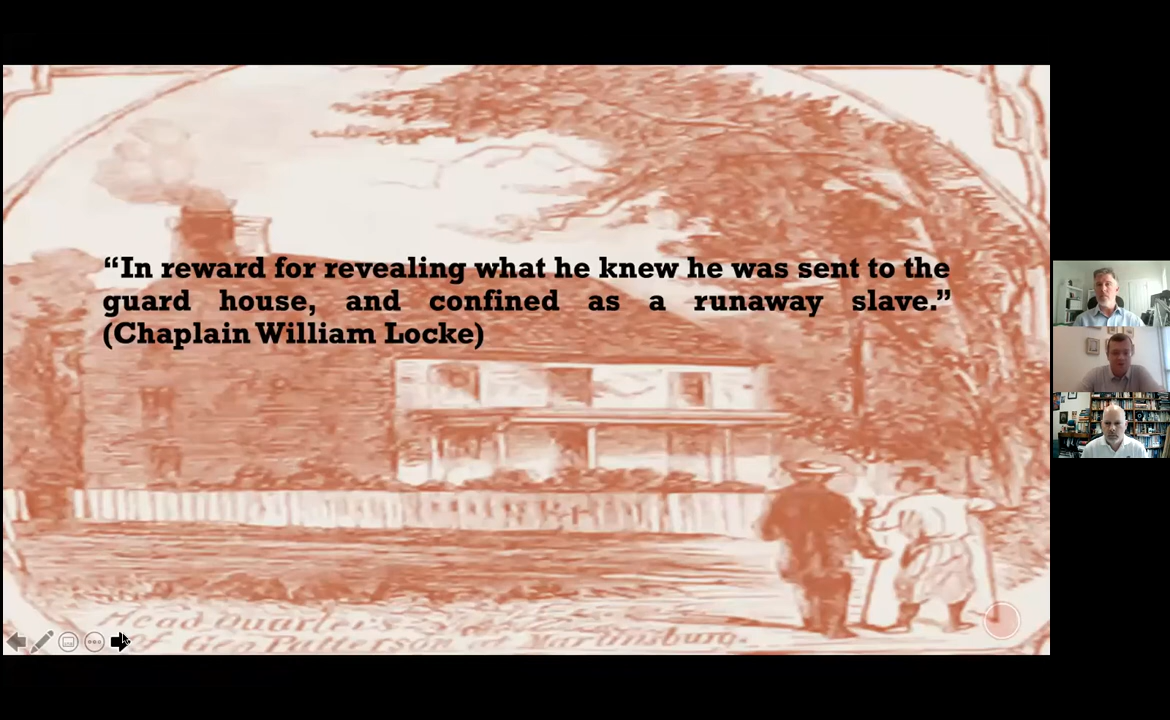 “In reward for revealing what he knew he was sent to the
guard house, and confined as a runaway slave.”
(Chaplain William Locke)
Head Quarters
of Gen Patterson at Martinsburg.